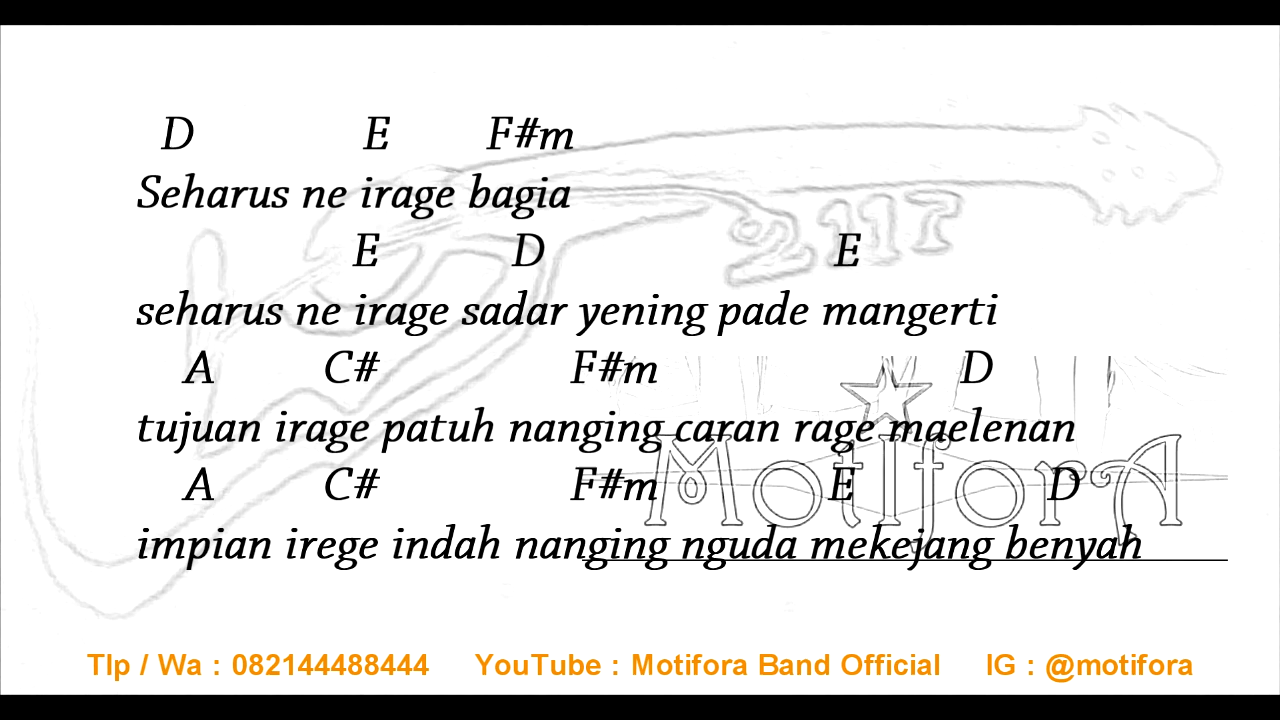 D E F#m
Seharus ne irage bagia
E D E
seharus ne irage sadar yening pade mangerti
A C# F#m D
tujuan irage patuh nanging caran rage maelenan
A C# F#m E D
impian irege indah nanging nguda mekejang benyah
MotIforA
Tlp / Wa : 082144488444 YouTube : Motifora Band Official IG : @motifora